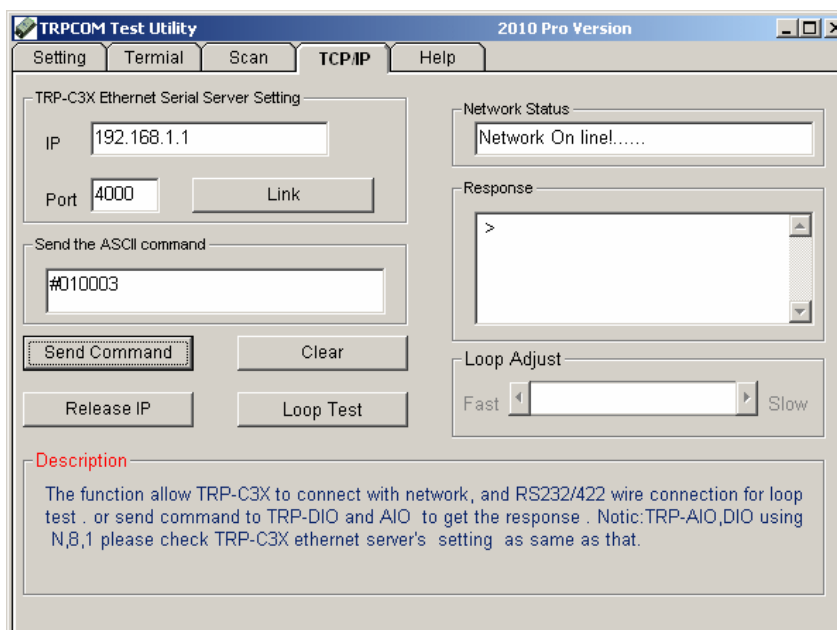 TRPCOM Test Utility 2010 Pro Version
Setting Termial Scan TCP/IP Help
TRP-C3X Ethernet Serial Server Setting
IP 192.168.1.1
Port 4000 Link
Send the ASCII command
#010003
Send Command Clear
Release IP Loop Test
Network Status
Network On line!......
Response
>
Loop Adjust
Fast Slow
Description
The function allow TRP-C3X to connect with network, and RS232/422 wire connection for loop
test . or send command to TRP-DIO and AIO to get the response . Notic:TRP-AIO,DIO using
N,8,1 please check TRP-C3X ethernet server's setting as same as that.